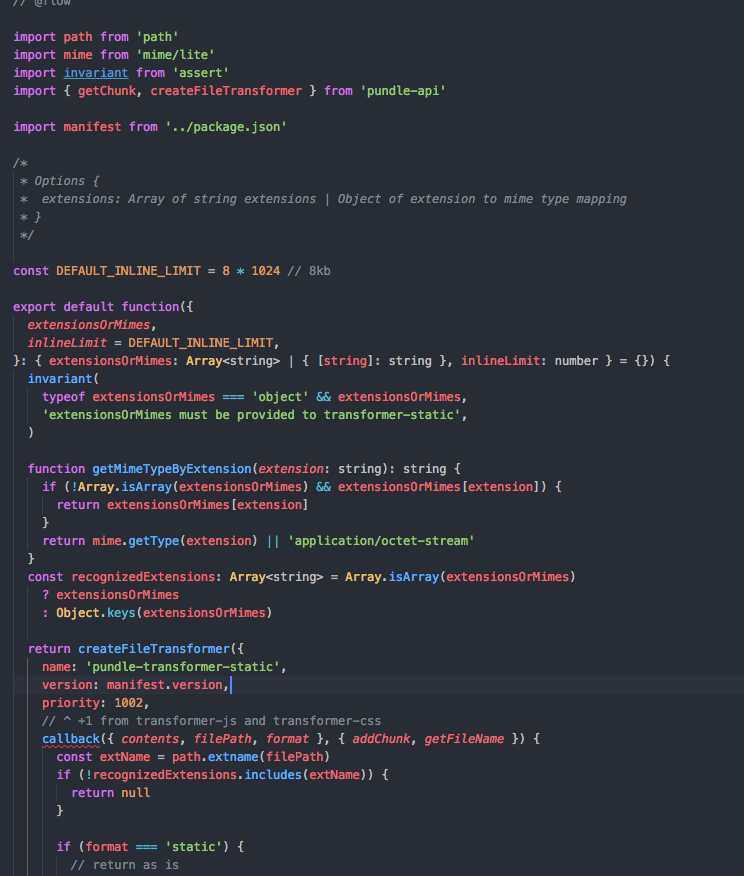 // @flow
import path from 'path'
import mime from 'mime/lite'
import invariant from 'assert'
import { getChunk, createFileTransformer } from 'pundle-api'
import manifest from '../package.json'
/*
 * Options {
 *  extensions: Array of string extensions | Object of extension to mime type mapping
 * }
 */
const DEFAULT_INLINE_LIMIT = 8 * 1024 // 8kb
export default function({
  extensionsOrMimes,
  inlineLimit = DEFAULT_INLINE_LIMIT,
}: { extensionsOrMimes: Array<string> | { [string]: string }, inlineLimit: number } = {}) {
  invariant(
    typeof extensionsOrMimes === 'object' && extensionsOrMimes,
    'extensionsOrMimes must be provided to transformer-static',
  )
  function getMimeTypeByExtension(extension: string): string {
    if (!Array.isArray(extensionsOrMimes) && extensionsOrMimes[extension]) {
      return extensionsOrMimes[extension]
    }
    return mime.getType(extension) || 'application/octet-stream'
  }
  const recognizedExtensions: Array<string> = Array.isArray(extensionsOrMimes)
    ? extensionsOrMimes
    : Object.keys(extensionsOrMimes)
  return createFileTransformer({
    name: 'pundle-transformer-static',
    version: manifest.version,
    priority: 1002,
    // ^ +1 from transformer-js and transformer-css
    callback({ contents, filePath, format }, { addChunk, getFileName }) {
      const extName = path.extname(filePath)
      if (!recognizedExtensions.includes(extName)) {
        return null
      }
      if (format === 'static') {
        // return as is